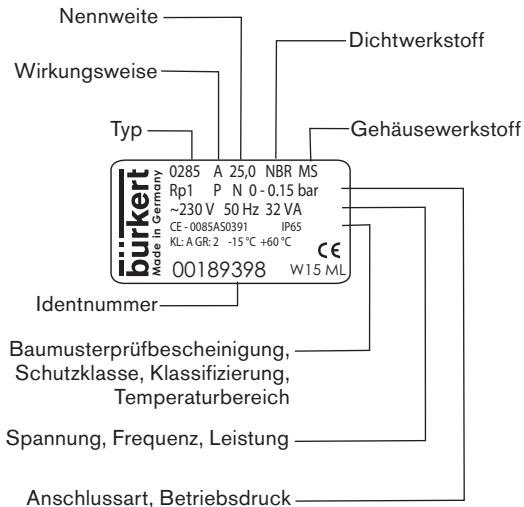 Nennweite
Dichtwerkstoff
Wirkungsweise
Typ
Gehäusewerkstoff
bürkert
Made in Germany
0285 A 25,0 NBR MS
Rp1 P N 0 - 0.15 bar
~230 V 50 Hz 32 VA
CE - 0085AS0391 IP65
KL: A GR: 2 -15 °C +60 °C
CE
00189398 W15 ML
Identnummer
Baumusterprüfbescheinigung,
Schutzklasse, Klassifizierung,
Temperaturbereich
Spannung, Frequenz, Leistung
Anschlussart, Betriebsdruck